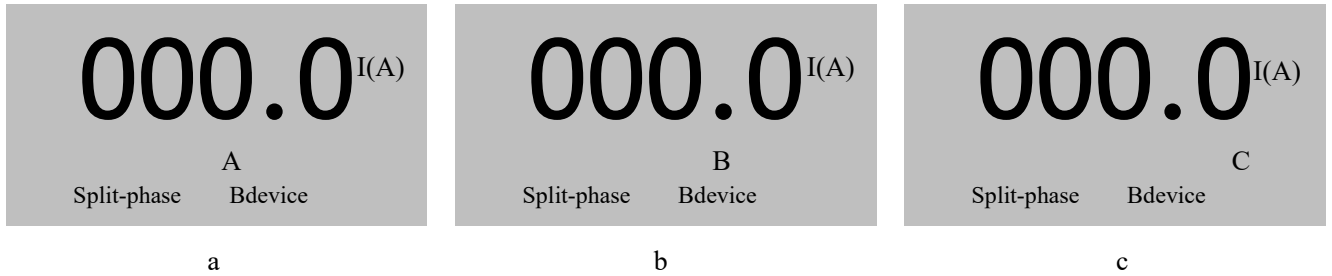 000.0 I(A)
A
Split-phase Bdevice
a
000.0 I(A)
B
Split-phase Bdevice
b
000.0 I(A)
C
Split-phase Bdevice
c